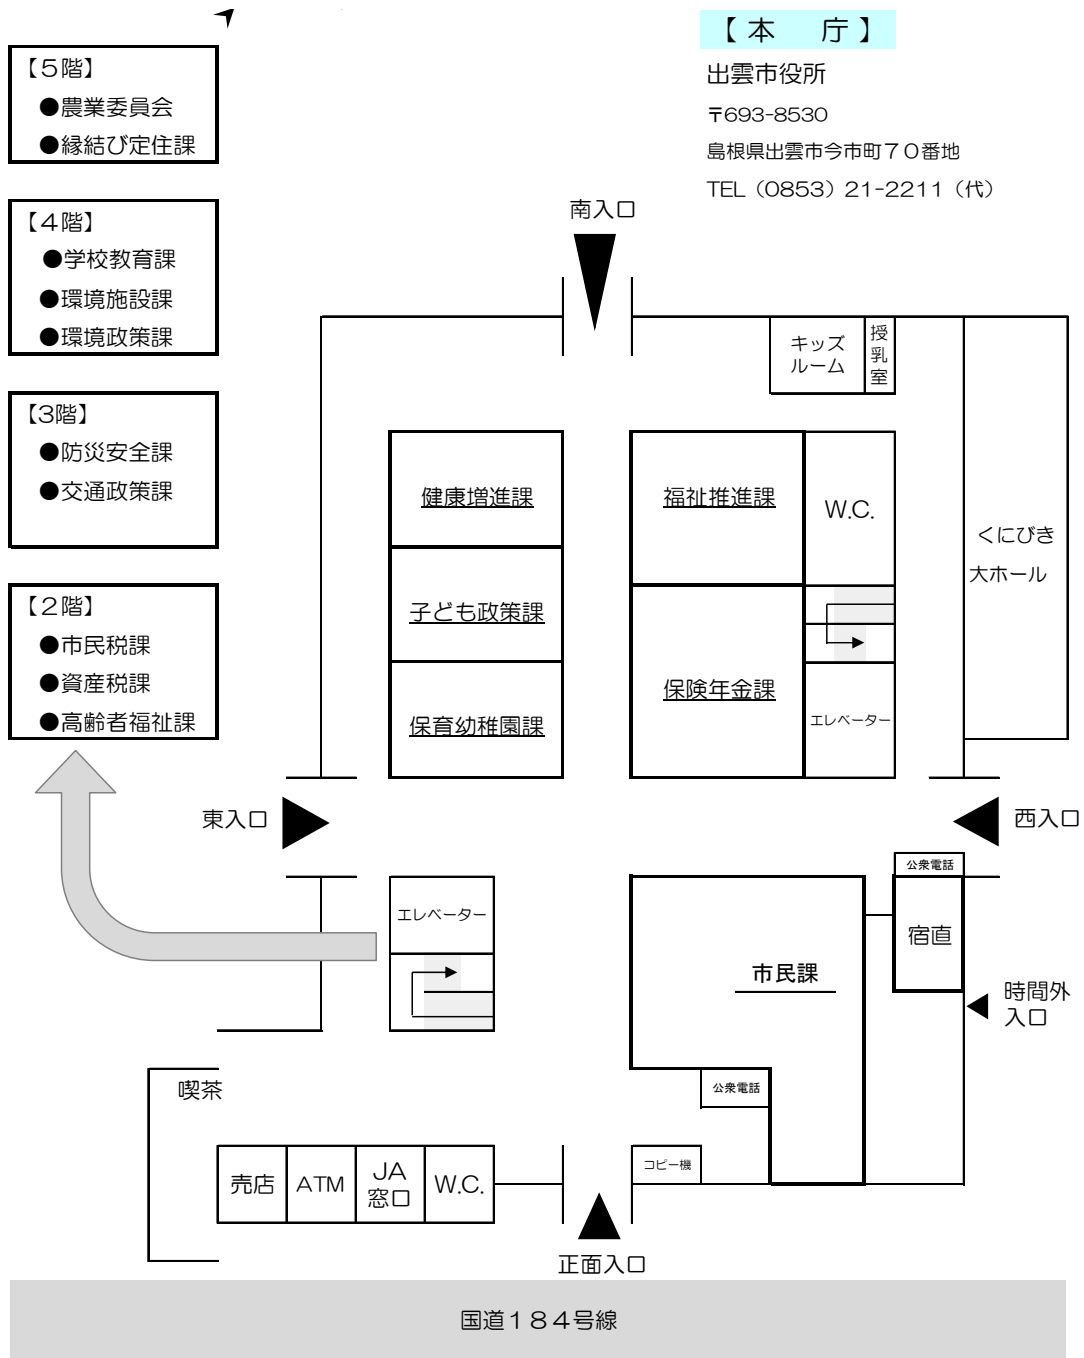 【本　庁】
出雲市役所
〒693-8530
島根県出雲市今市町７０番地
TEL（0853）21-2211（代）
【５階】
●農業委員会
●縁結び定住課
【４階】
●学校教育課
●環境施設課
●環境政策課
【3階】
●防災安全課
●交通政策課
【２階】
●市民税課
●資産税課
●高齢者福祉課
南入口
キッズ
ルーム
授
乳
室
健康増進課
福祉推進課
W.C.
くにびき
大ホール
子ども政策課
保険年金課
保育幼稚園課
エレベーター
東入口
西入口
公衆電話
エレベーター
宿直
市民課
時間外
入口
喫茶
公衆電話
売店
ATM
JA
窓口
W.C.
コピー機
正面入口
国道１８４号線